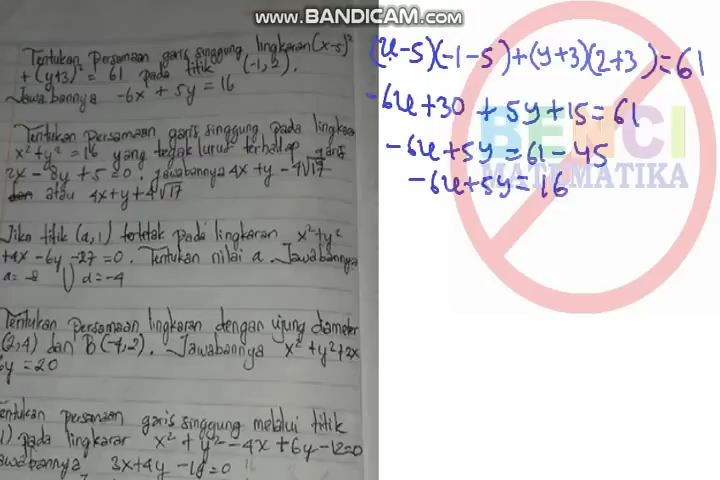 www.BANDICAM.com
Tentukan persamaan garis singgung lingkaran (x-5)²
+ (y+3)² = 61 pada titik (-1, 2).
Jawabannya -6x + 5y = 16
Tentukan persamaan garis singgung pada lingkaran
x² + y² = 16 yang tegak lurus terhadap garis
2x - 8y + 5 = 0. Jawabannya 4x + y - 4√17
atau 4x + y + 4√17
Jika titik (a, 1) terletak pada lingkaran x² + y²
+ 4x - 6y - 27 = 0. Tentukan nilai a. Jawabannya
a = -8 U a = -4
Tentukan persamaan lingkaran dengan ujung diameter
(2,4) dan B (-4,2). Jawabannya x² + y² + 2x
6y = 20
entukan persamaan garis singgung melalui titik
1) pada lingkaran x² + y² - 4x + 6y - 12 = 0
awabannya 3x + 4y - 19 = 0
(x-5)(-1-5)+(y+3)(2+3)=61
-6x+30 + 5y+15=61
-6x+5y=61-45
-6x+5y=16
BENCI
MATEMATIKA